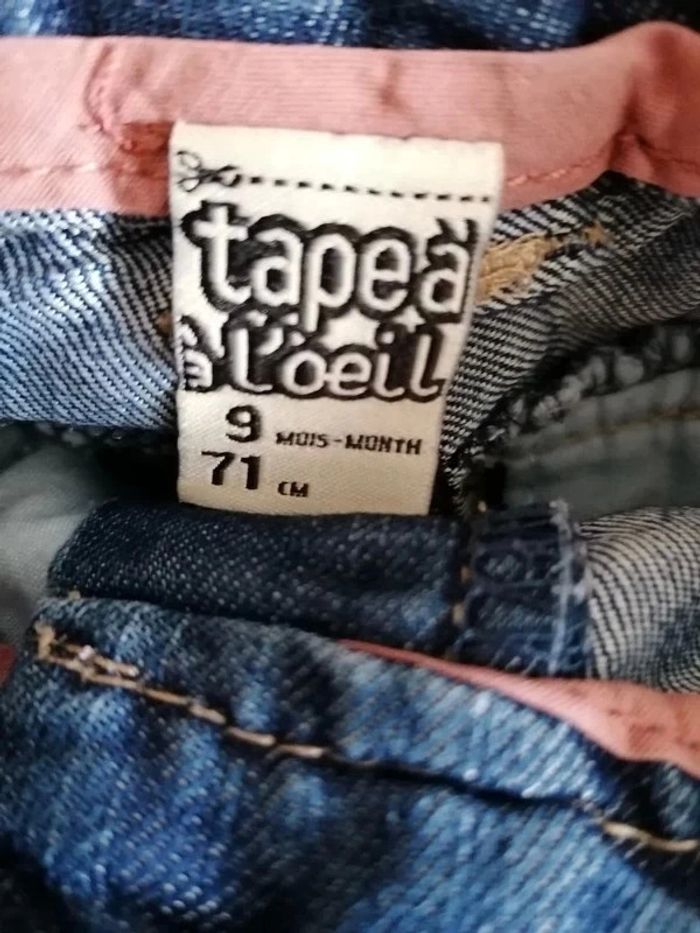 tape à
l'oeil
9 MOIS-MONTH
71 CM